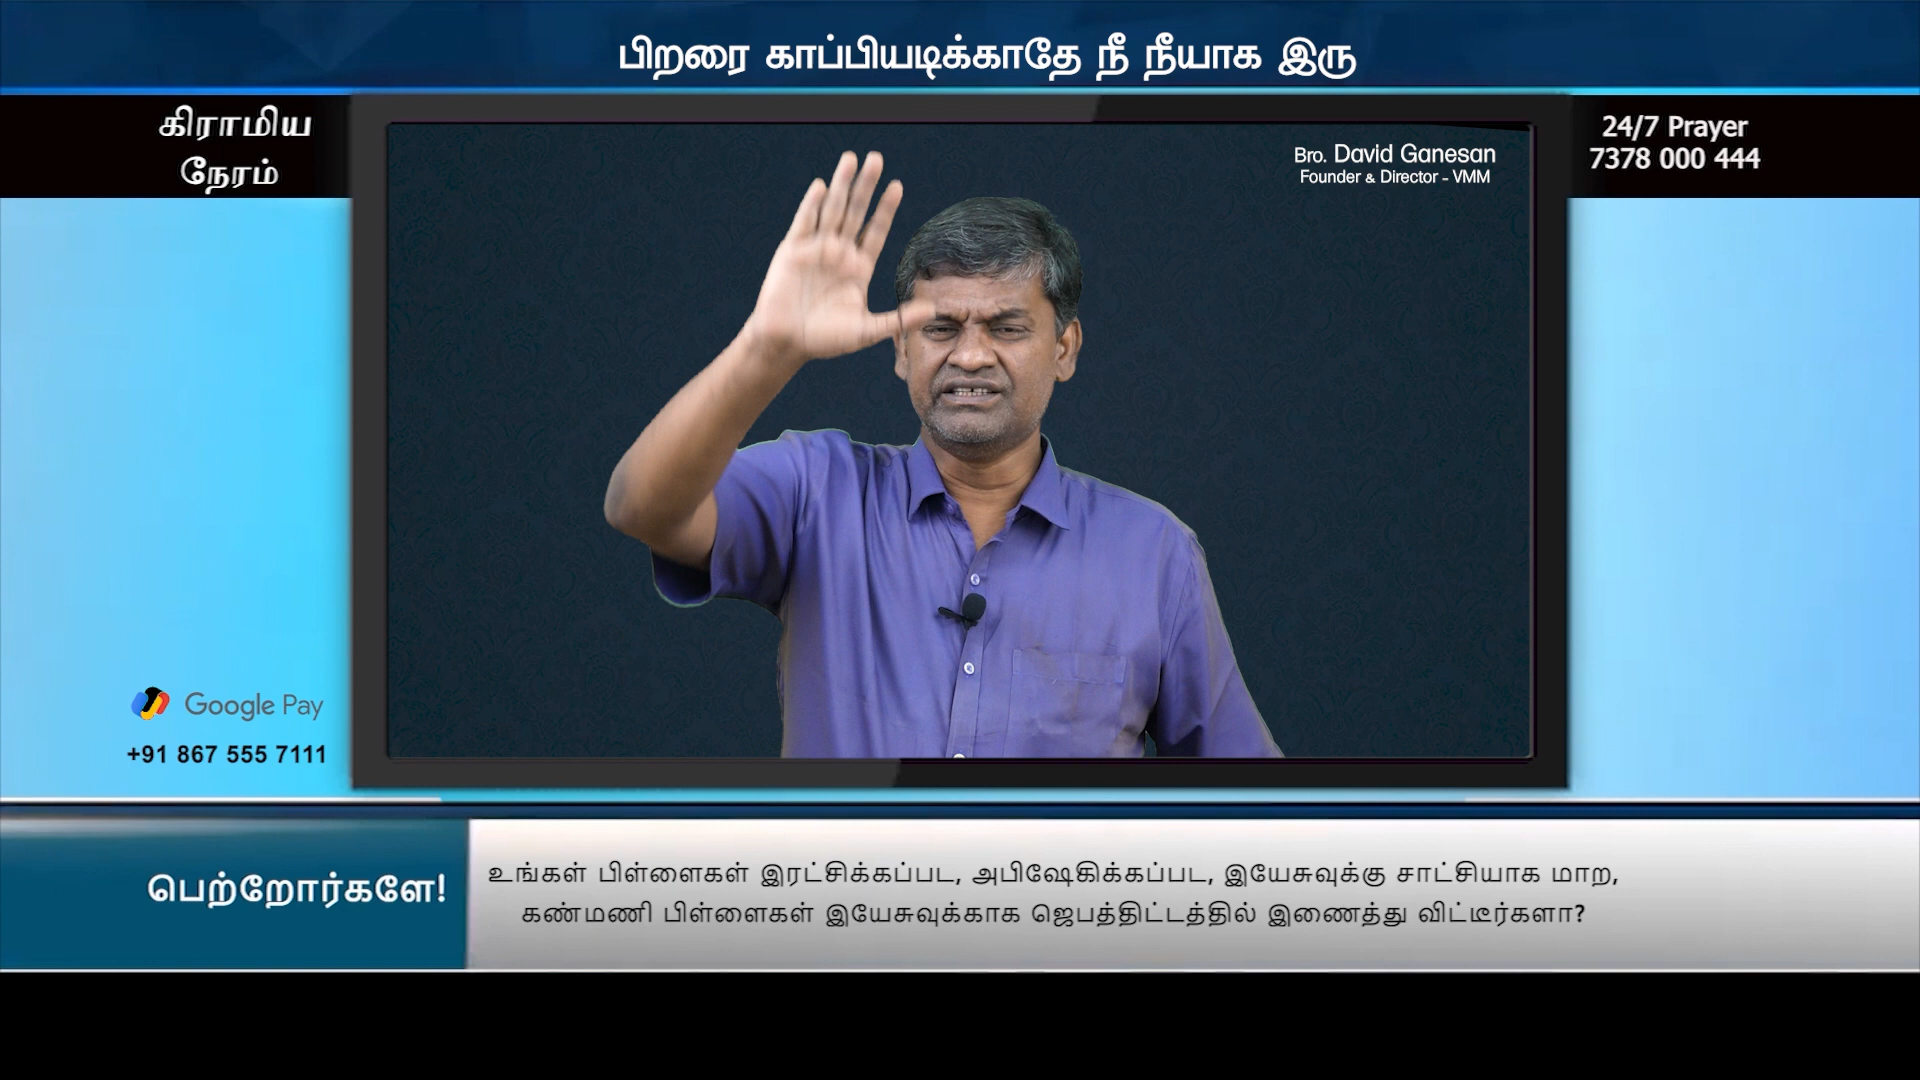 பிறரை காப்பியடிக்காதே நீ நீயாக இரு
கிராமிய
நேரம்
Bro. David Ganesan
Founder & Director - VMM
24/7 Prayer
7378 000 444
Google Pay
+91 867 555 7111
பெற்றோர்களே!
உங்கள் பிள்ளைகள் இரட்சிக்கப்பட, அபிஷேகிக்கப்பட, இயேசுவுக்கு சாட்சியாக மாற,
கண்மணி பிள்ளைகள் இயேசுவுக்காக ஜெபத்திட்டத்தில் இணைத்து விட்டீர்களா?